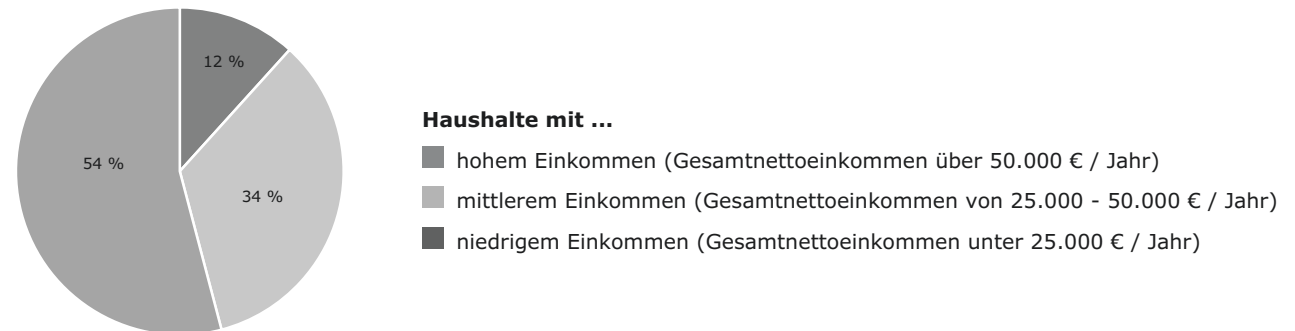 12 %
54 %
34 %
Haushalte mit ...
hohem Einkommen (Gesamtnettoeinkommen über 50.000 € / Jahr)
mittlerem Einkommen (Gesamtnettoeinkommen von 25.000 - 50.000 € / Jahr)
niedrigem Einkommen (Gesamtnettoeinkommen unter 25.000 € / Jahr)